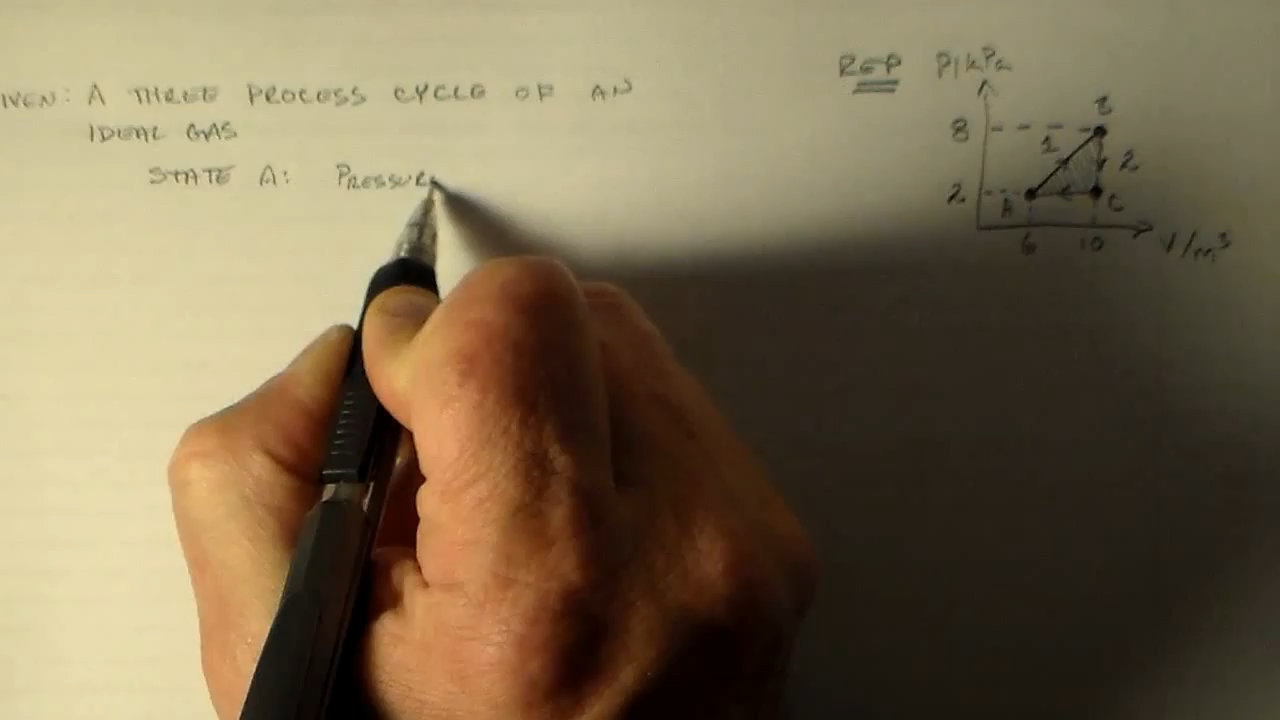 IVEN: A THREE PROCESS CYCLE OF AN
IDEAL GAS
STATE A: PRESSURE
REP P/kPa
B
8
1
2
2
A
C
6 10 V/m³